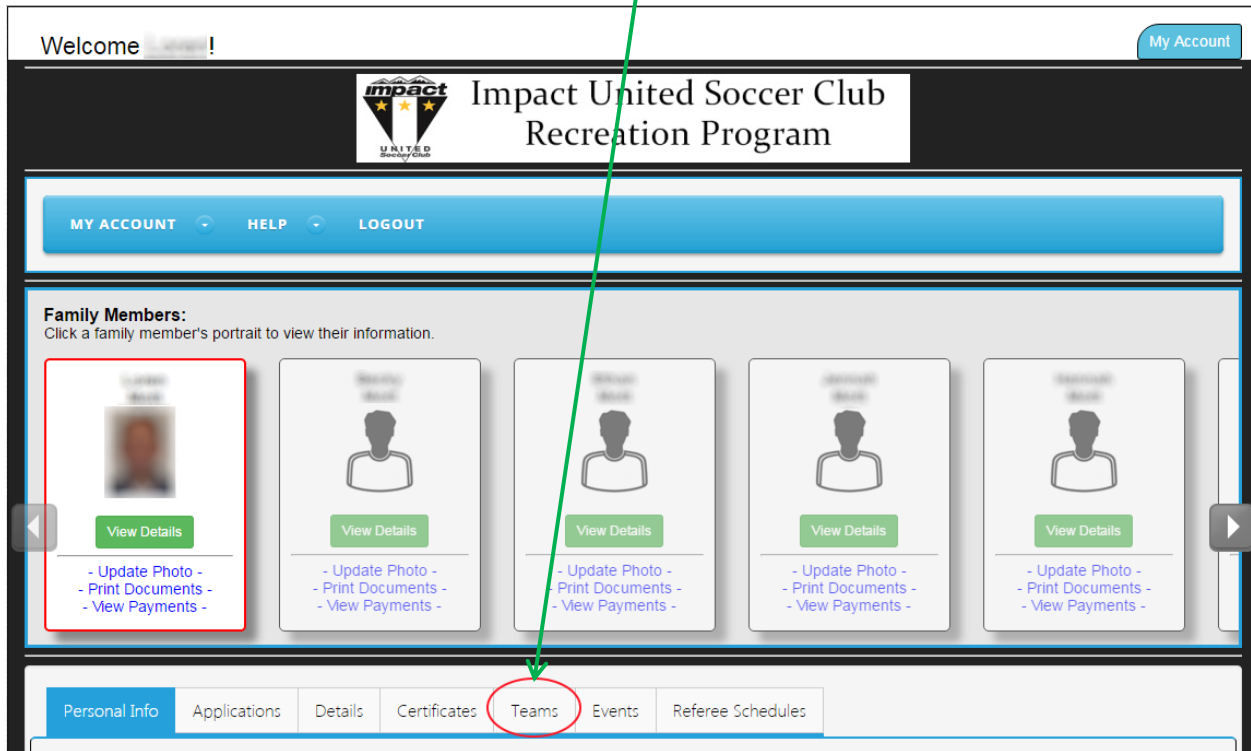 Welcome !
My Account
impact
UNITED
Soccer Club
Impact United Soccer Club
Recreation Program
MY ACCOUNT HELP LOGOUT
Family Members:
Click a family member's portrait to view their information.
View Details
- Update Photo -
- Print Documents -
- View Payments -
View Details
- Update Photo -
- Print Documents -
- View Payments -
View Details
- Update Photo -
- Print Documents -
- View Payments -
View Details
- Update Photo -
- Print Documents -
- View Payments -
View Details
- Update Photo -
- Print Documents -
- View Payments -
Personal Info Applications Details Certificates Teams Events Referee Schedules